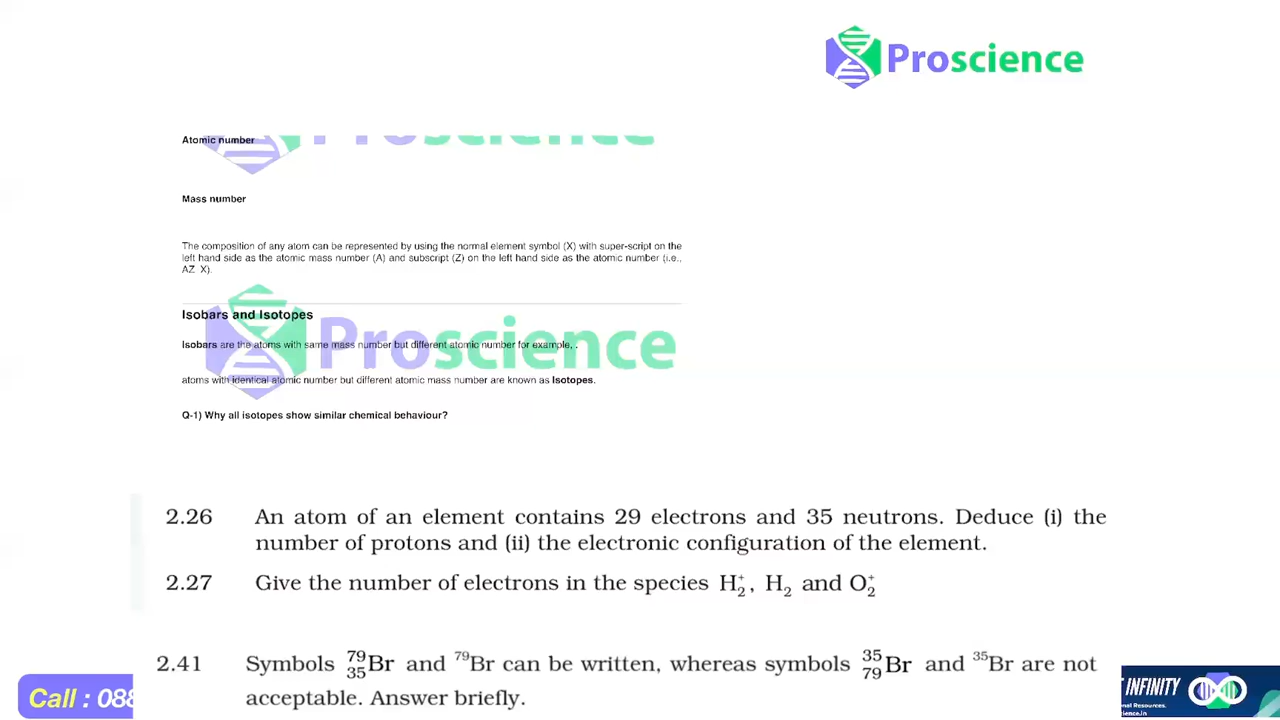 Proscience
Atomic number
Mass number
The composition of any atom can be represented by using the normal element symbol (X) with super-script on the
left hand side as the atomic mass number (A) and subscript (Z) on the left hand side as the atomic number (i.e.,
AZ X).
Isobars and Isotopes
Proscience
Isobars are the atoms with same mass number but different atomic number for example, .
atoms with identical atomic number but different atomic mass number are known as Isotopes.
Q-1) Why all isotopes show similar chemical behaviour?
2.26 An atom of an element contains 29 electrons and 35 neutrons. Deduce (i) the
number of protons and (ii) the electronic configuration of the element.
2.27 Give the number of electrons in the species H₂⁺, H₂ and O₂⁺
2.41 Symbols ⁷⁹₃₅Br and ⁷⁹Br can be written, whereas symbols ³⁵₇₉Br and ³⁵Br are not
acceptable. Answer briefly.
Call : 088
INFINITY
nal Resources.
cience.in